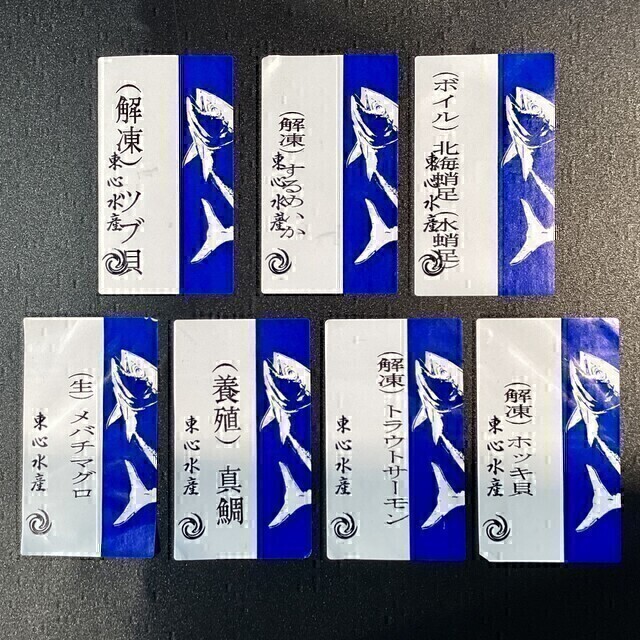 (解凍)ツブ貝
東心水産
(解凍)するめいか
東心水産
(ボイル)北海蛸足(水蛸足)
東心水産
(生)メバチマグロ
東心水産
(養殖)真鯛
東心水産
(解凍)トラウトサーモン
東心水産
(解凍)ホッキ貝
東心水産